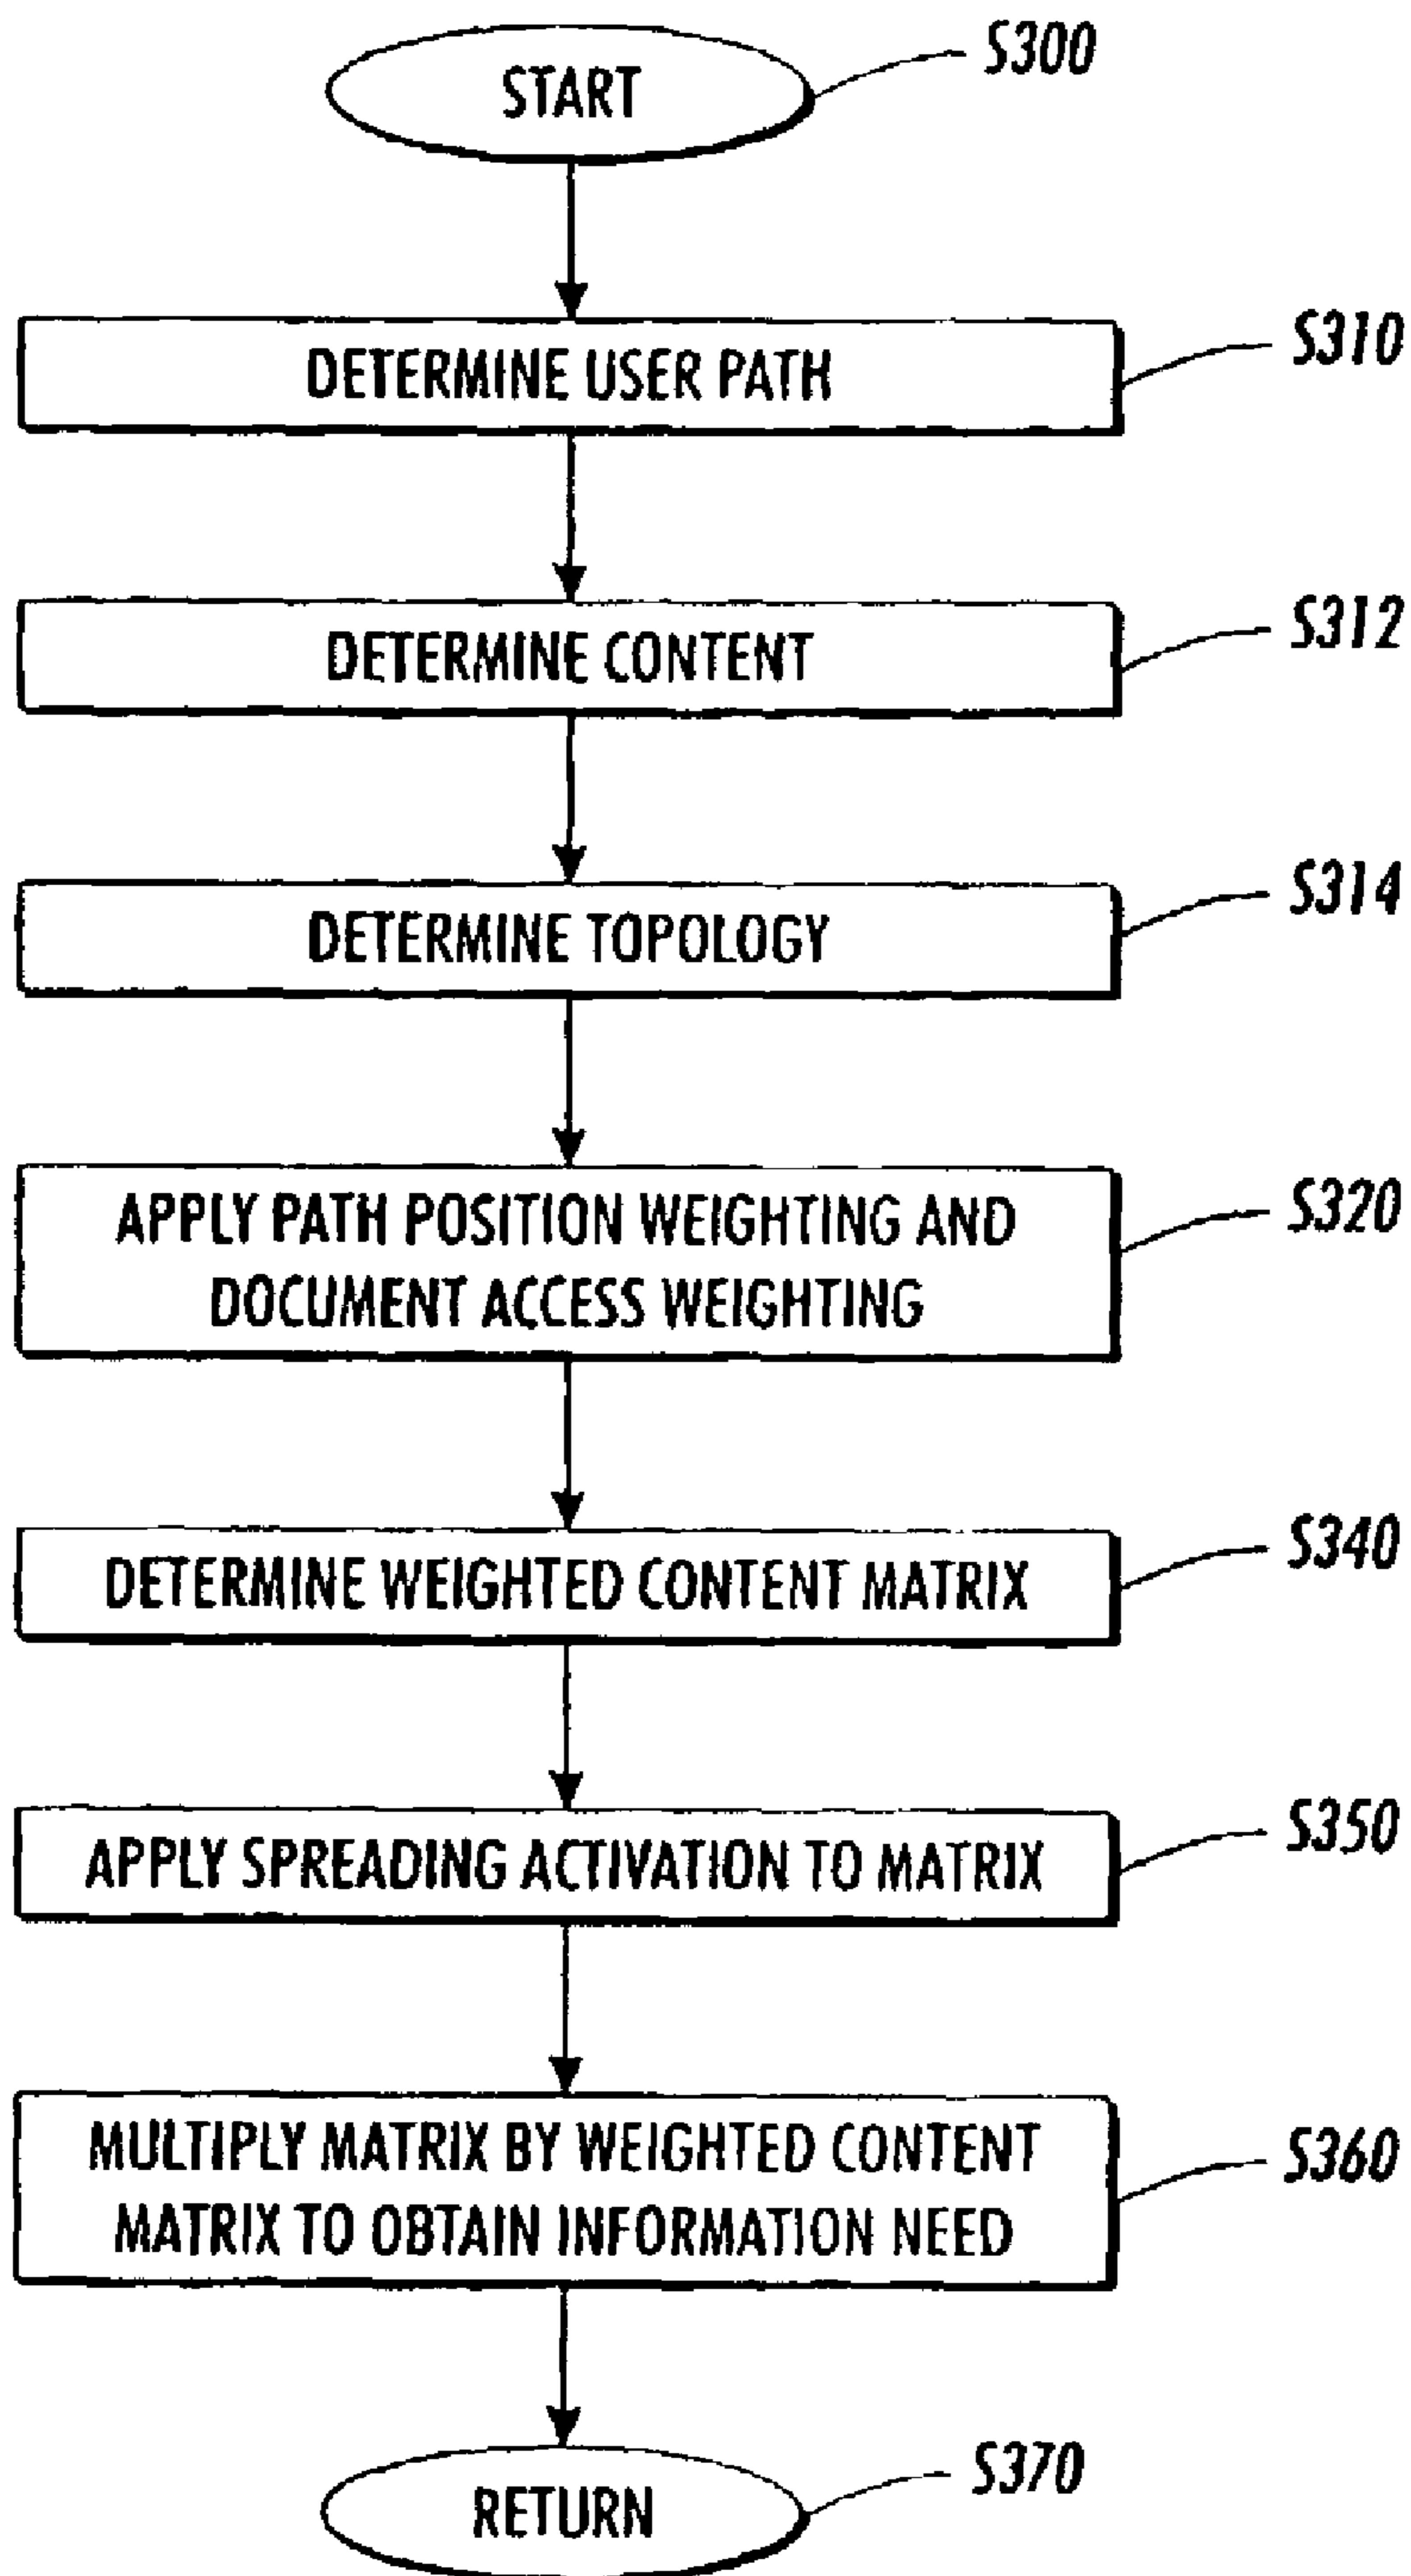 START
S300
DETERMINE USER PATH
S310
DETERMINE CONTENT
S312
DETERMINE TOPOLOGY
S314
APPLY PATH POSITION WEIGHTING AND
DOCUMENT ACCESS WEIGHTING
S320
DETERMINE WEIGHTED CONTENT MATRIX
S340
APPLY SPREADING ACTIVATION TO MATRIX
S350
MULTIPLY MATRIX BY WEIGHTED CONTENT
MATRIX TO OBTAIN INFORMATION NEED
S360
RETURN
S370